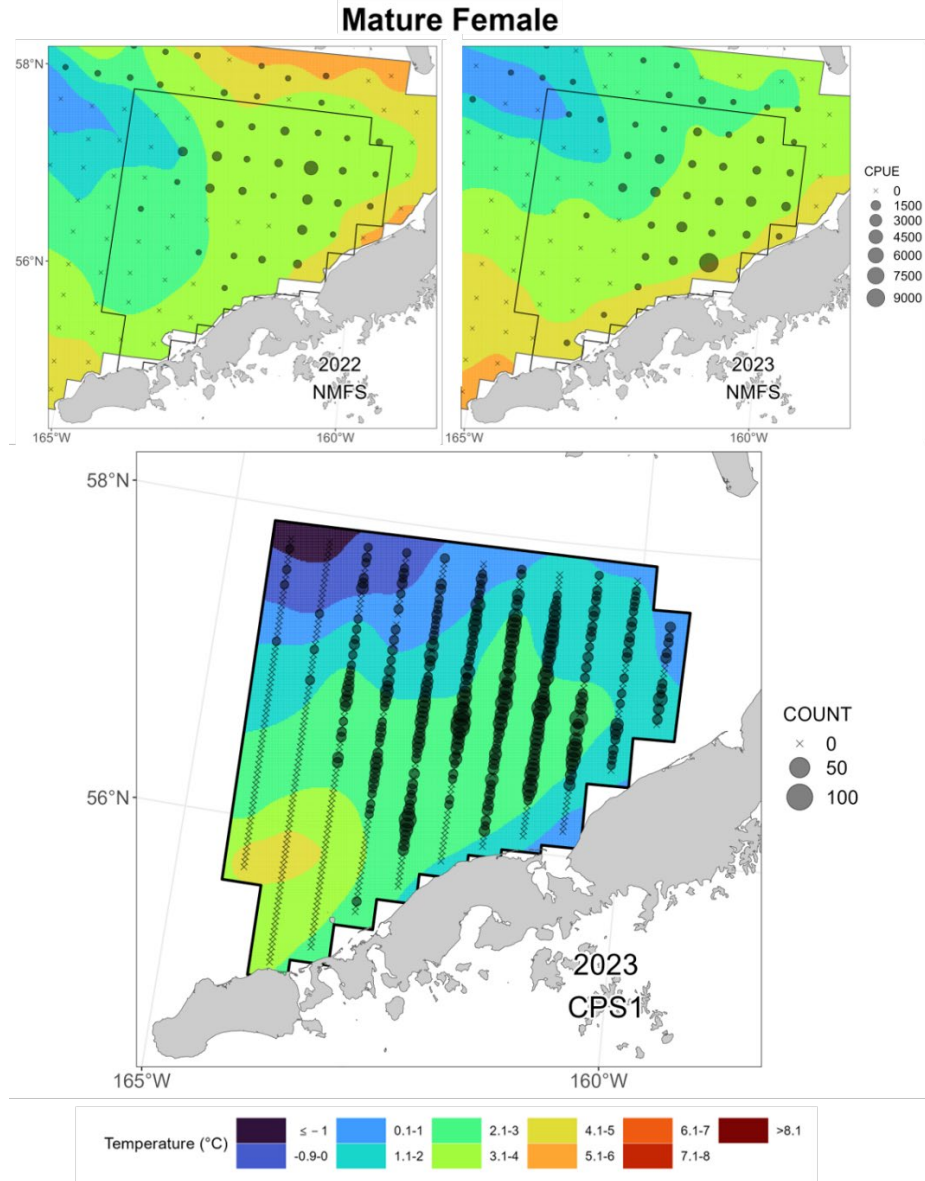 Mature Female
58°N
56°N
165°W
160°W
2022
NMFS
165°W
160°W
2023
NMFS
CPUE
0
1500
3000
4500
6000
7500
9000
58°N
56°N
165°W
160°W
2023
CPS1
COUNT
0
50
100
Temperature (°C)
≤ − 1
0.1-1
2.1-3
4.1-5
6.1-7
>8.1
-0.9-0
1.1-2
3.1-4
5.1-6
7.1-8